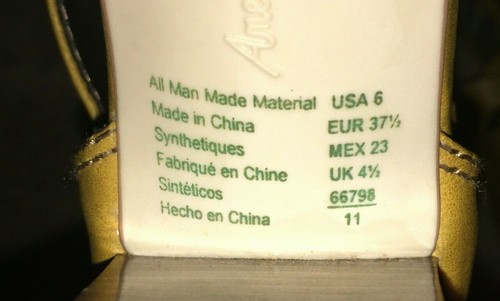 All Man Made Material USA 6
Made in China EUR 37½
Synthetiques MEX 23
Fabriqué en Chine UK 4½
Sintéticos 66798
Hecho en China 11